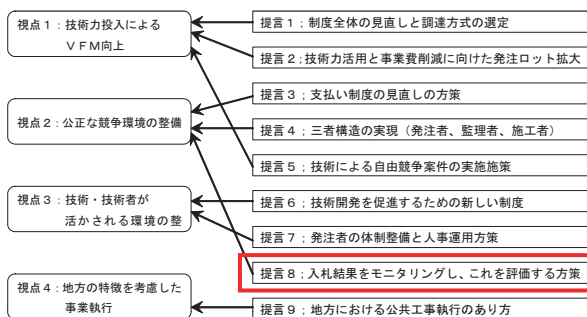 視点１：技術力投入による
ＶＦＭ向上
視点２：公正な競争環境の整備
視点３：技術・技術者が
活かされる環境の整
視点４：地方の特徴を考慮した
事業執行
提言１：制度全体の見直しと調達方式の選定
提言２：技術力活用と事業費削減に向けた発注ロット拡大
提言３：支払い制度の見直しの方策
提言４：三者構造の実現（発注者、監理者、施工者）
提言５：技術による自由競争案件の実施施策
提言６：技術開発を促進するための新しい制度
提言７：発注者の体制整備と人事運用方策
提言８：入札結果をモニタリングし、これを評価する方策
提言９：地方における公共工事執行のあり方